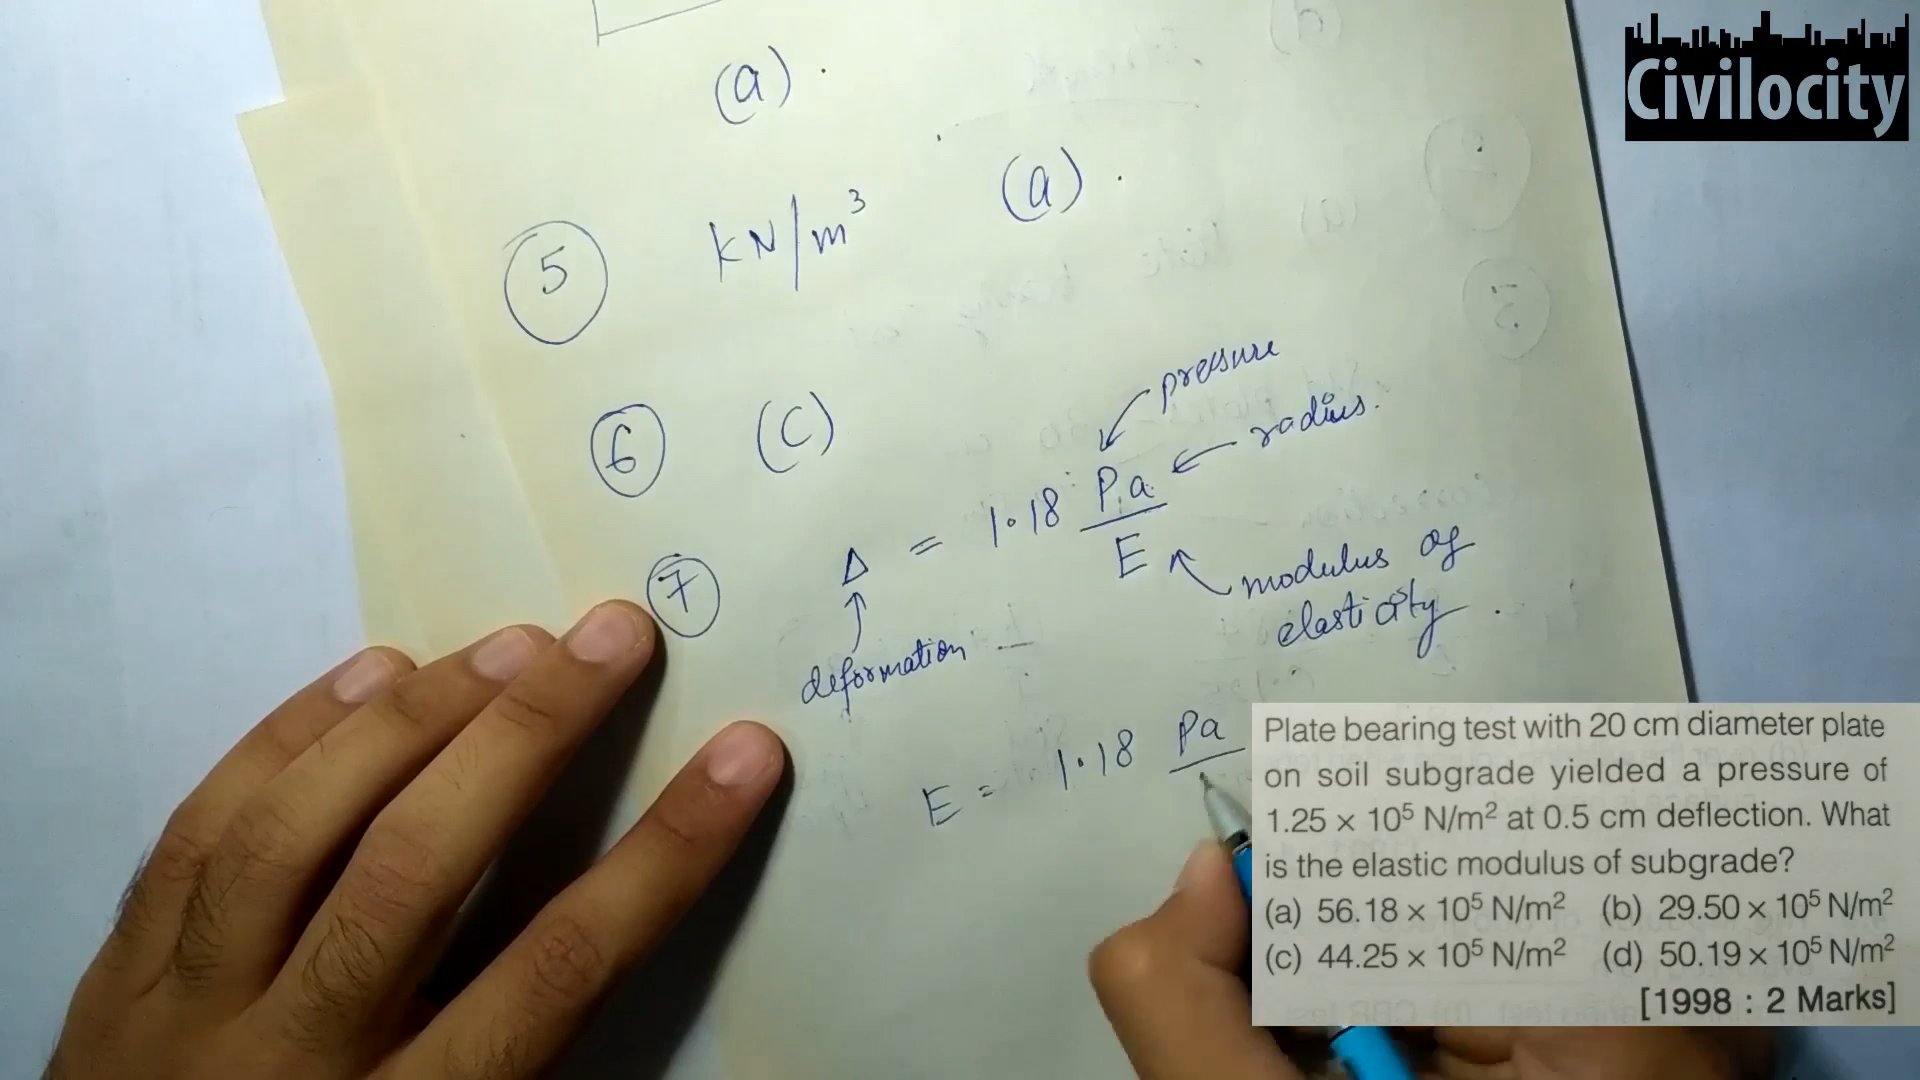 Civilocity
(a).
(a).
5 kN/m³
pressure
radius.
6 (C)
7 Δ = 1.18 Pa / E
modulus of
elasticity.
deformation
E = 1.18 Pa
Plate bearing test with 20 cm diameter plate
on soil subgrade yielded a pressure of
1.25 × 10⁵ N/m² at 0.5 cm deflection. What
is the elastic modulus of subgrade?
(a) 56.18 × 10⁵ N/m² (b) 29.50 × 10⁵ N/m²
(c) 44.25 × 10⁵ N/m² (d) 50.19 × 10⁵ N/m²
[1998 : 2 Marks]